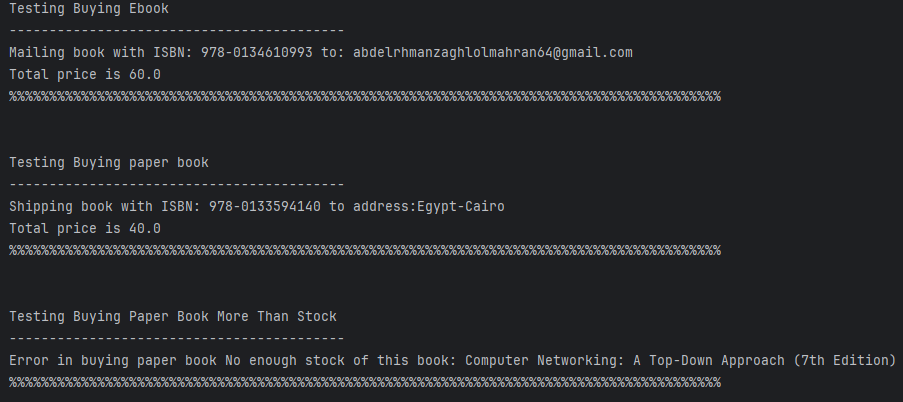 Testing Buying Ebook
------------------------------------------
Mailing book with ISBN: 978-0134610993 to: abdelrhmanzaghlolmahran64@gmail.com
Total price is 60.0
%%%%%%%%%%%%%%%%%%%%%%%%%%%%%%%%%%%%%%%%%%%%%%%%%%%%%%%%%%%%%%%%%%%%%%%%%%%%%%%%%%%%%%%%%%%
Testing Buying paper book
------------------------------------------
Shipping book with ISBN: 978-0133594140 to address:Egypt-Cairo
Total price is 40.0
%%%%%%%%%%%%%%%%%%%%%%%%%%%%%%%%%%%%%%%%%%%%%%%%%%%%%%%%%%%%%%%%%%%%%%%%%%%%%%%%%%%%%%%%%%%
Testing Buying Paper Book More Than Stock
------------------------------------------
Error in buying paper book No enough stock of this book: Computer Networking: A Top-Down Approach (7th Edition)
%%%%%%%%%%%%%%%%%%%%%%%%%%%%%%%%%%%%%%%%%%%%%%%%%%%%%%%%%%%%%%%%%%%%%%%%%%%%%%%%%%%%%%%%%%%